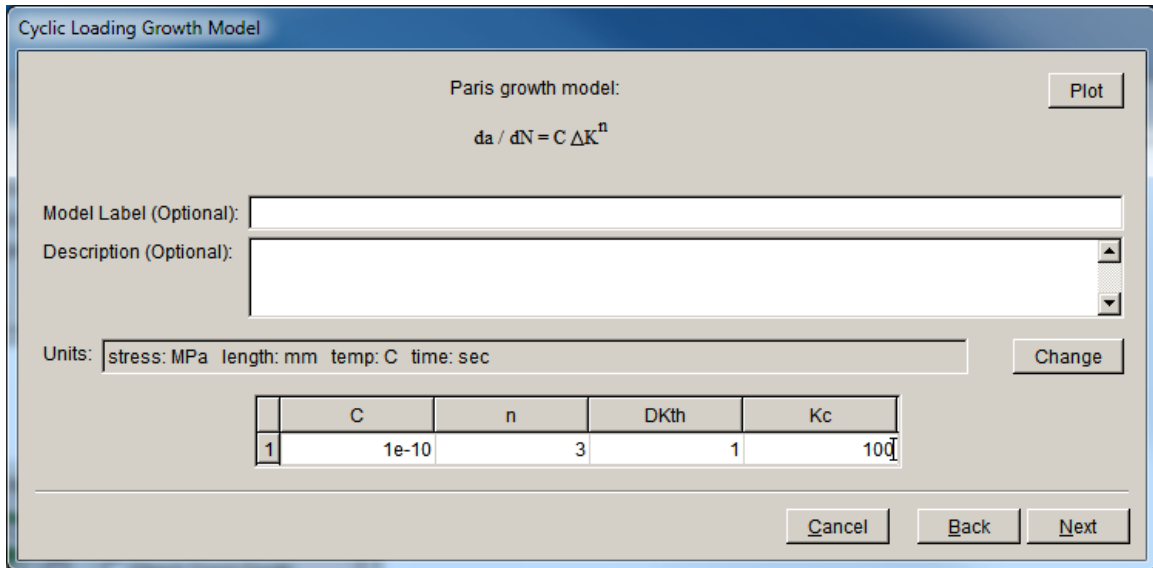 Cyclic Loading Growth Model
Paris growth model:
Plot
da / dN = C ΔK^n
Model Label (Optional):
Description (Optional):
Units: stress: MPa length: mm temp: C time: sec
Change
C n DKth Kc
1 1e-10 3 1 100
Cancel Back Next